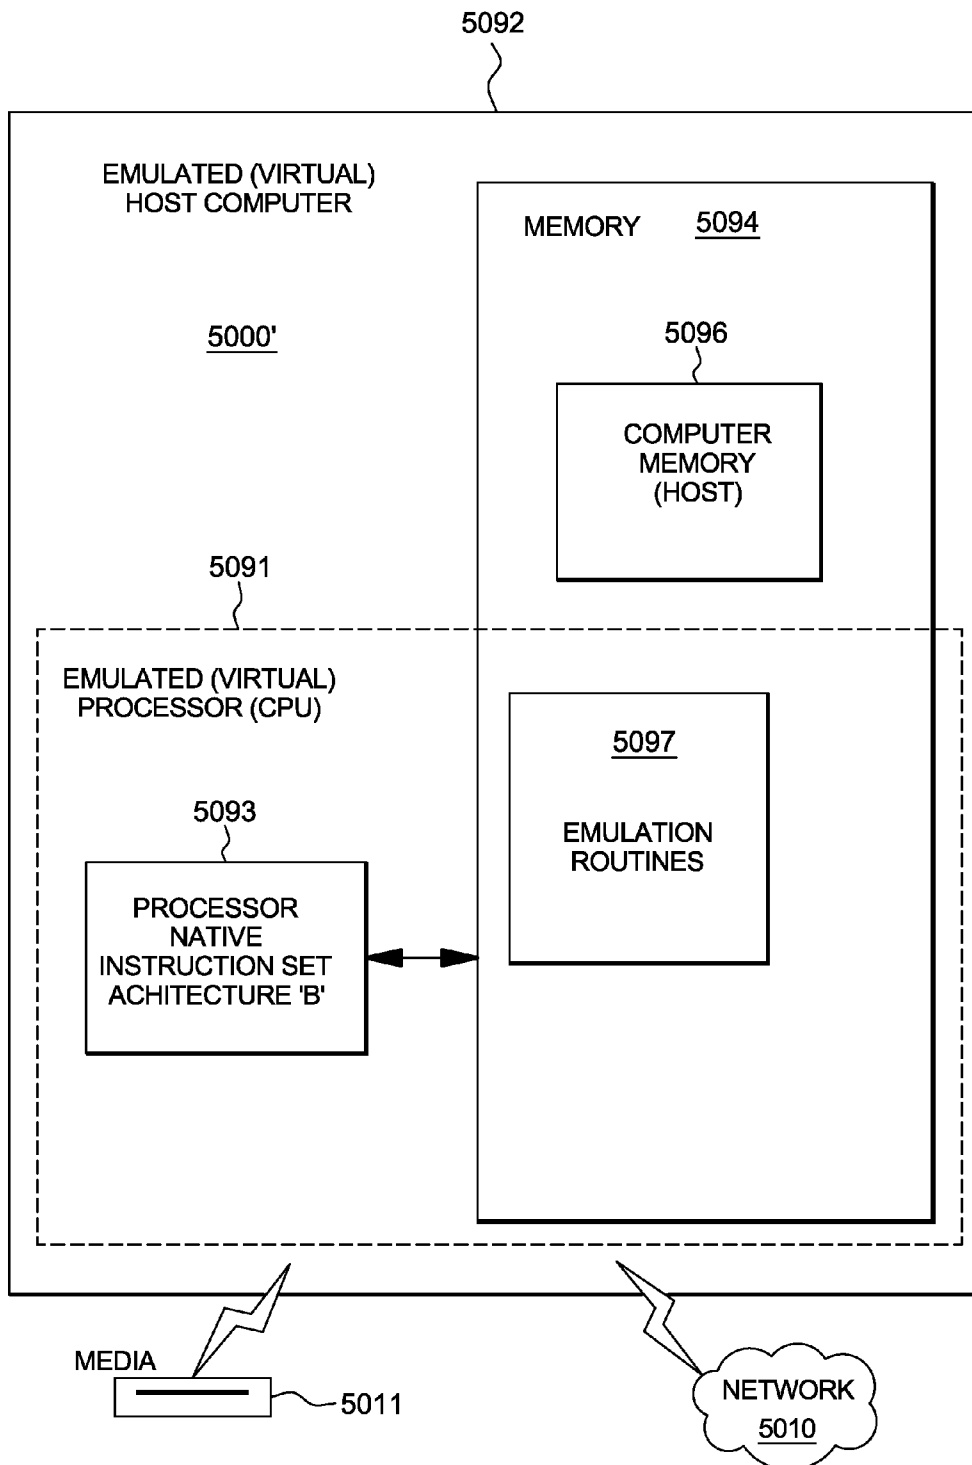 5092
EMULATED (VIRTUAL)
HOST COMPUTER
MEMORY 5094
5000'
5096
COMPUTER
MEMORY
(HOST)
5091
EMULATED (VIRTUAL)
PROCESSOR (CPU)
5097
EMULATION
ROUTINES
5093
PROCESSOR
NATIVE
INSTRUCTION SET
ACHITECTURE 'B'
MEDIA
5011
NETWORK
5010